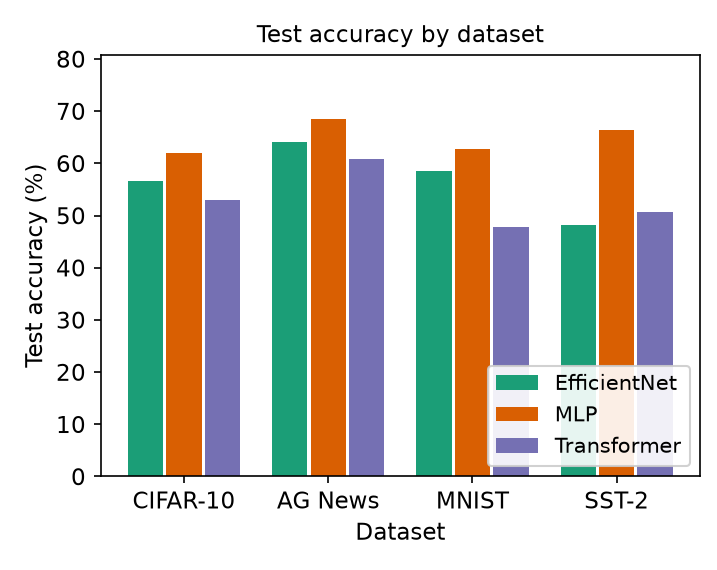 Test accuracy by dataset
Test accuracy (%)
80
70
60
50
40
30
20
10
0
EfficientNet
MLP
Transformer
CIFAR-10
AG News
MNIST
SST-2
Dataset